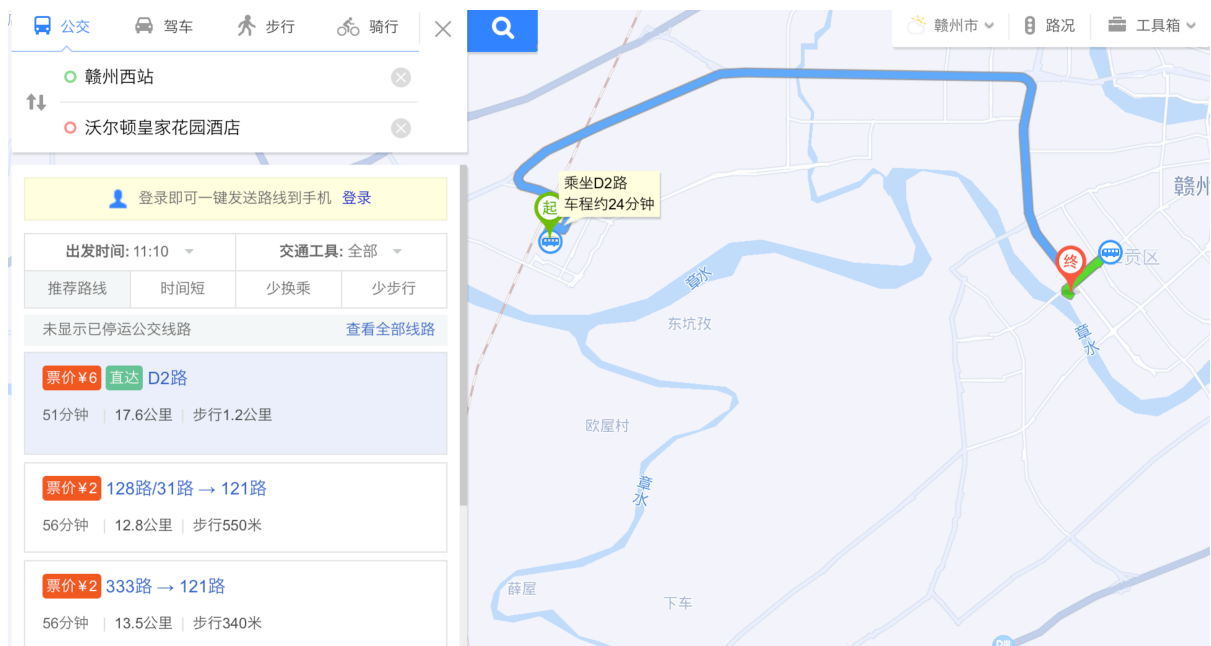 公交 驾车 步行 骑行
赣州西站
沃尔顿皇家花园酒店
登录即可一键发送路线到手机 登录
出发时间: 11:10 交通工具: 全部
推荐路线 时间短 少换乘 少步行
未显示已停运公交线路 查看全部线路
票价¥6 直达 D2路
51分钟 | 17.6公里 | 步行1.2公里
票价¥2 128路/31路 → 121路
56分钟 | 12.8公里 | 步行550米
票价¥2 333路 → 121路
56分钟 | 13.5公里 | 步行340米
赣州市 路况 工具箱
乘坐D2路
车程约24分钟
起
赣州
终
贡区
章水
东坑孜
章水
欧屋村
章水
薛屋
下车